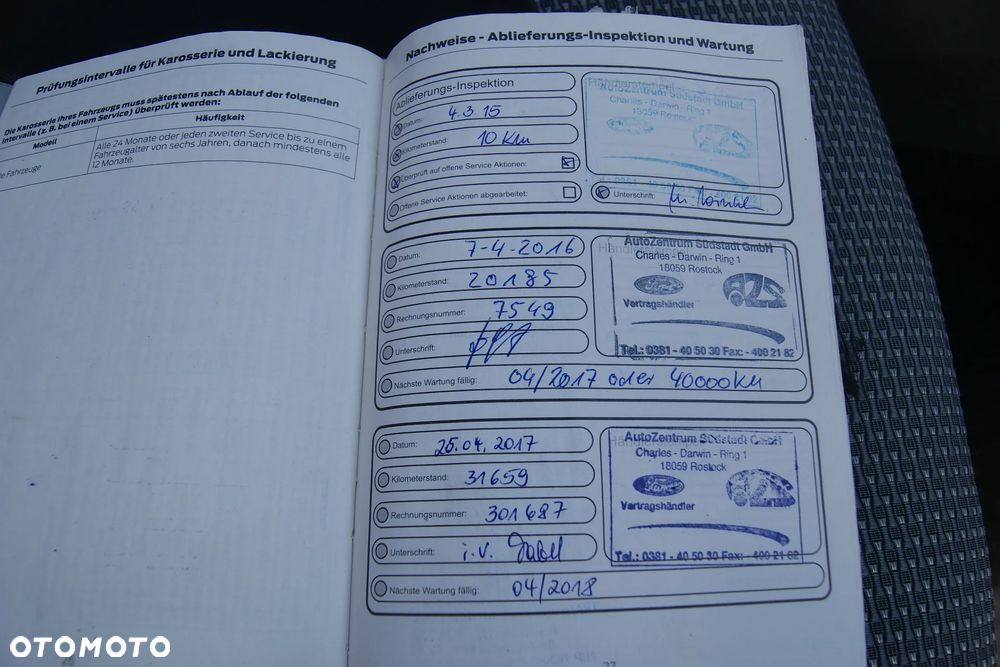 Prüfungsintervalle für Karosserie und Lackierung
Die Karosserie Ihres Fahrzeugs muss spätestens nach Ablauf der folgenden
Intervalle (z. B. bei einem Service) überprüft werden:
Modell
Häufigkeit
Fahrzeuge
Alle 24 Monate oder jeden zweiten Service bis zu einem
Fahrzeugalter von sechs Jahren, danach mindestens alle
12 Monate.
Nachweise - Ablieferungs-Inspektion und Wartung
Ablieferungs-Inspektion
Datum: 4.3.15
Kilometerstand: 10 Km
Überprüft auf offene Service Aktionen:
Offene Service Aktionen abgearbeitet:
Händlerstempel
AutoZentrum Südstadt GmbH
Charles - Darwin - Ring 1
18059 Rostock
Unterschrift:
Datum: 7-4-2016
Kilometerstand: 20185
Rechnungsnummer: 7549
Unterschrift:
Nächste Wartung fällig: 04/2017 oder 40000Km
AutoZentrum Südstadt GmbH
Charles - Darwin - Ring 1
18059 Rostock
Ford
Vertragshändler
Tel.: 0381 - 40 50 30 Fax: - 400 21 82
Datum: 25.04.2017
Kilometerstand: 31659
Rechnungsnummer: 301687
Unterschrift: i.V.
Nächste Wartung fällig: 04/2018
AutoZentrum Südstadt GmbH
Charles - Darwin - Ring 1
18059 Rostock
Ford
Vertragshändler
Tel.: 0381 - 40 50 30 Fax: - 400 21 82
OTOMOTO